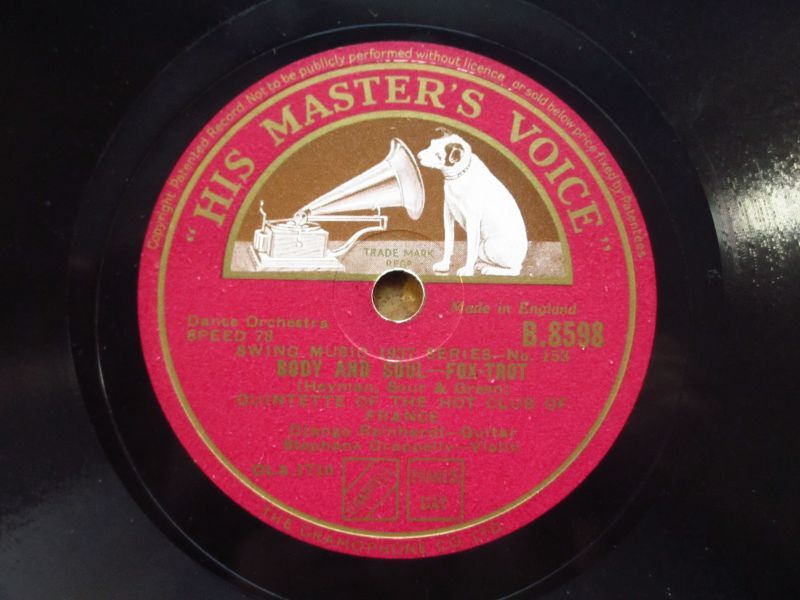 Copyright. Patented Record. Not to be publicly performed without licence, or sold below price fixed by Patentees.
"HIS MASTER'S VOICE"
TRADE MARK
REGD
Made in England
Dance Orchestra
SPEED 78
B.8598
SWING MUSIC 1937 SERIES—No. 153
BODY AND SOUL—FOX-TROT
(Heyman, Sour & Green)
QUINTETTE OF THE HOT CLUB OF
FRANCE
Django Reinhardt—Guitar
Stephane Grappelly—Violin
THE GRAMOPHONE CO. LTD.